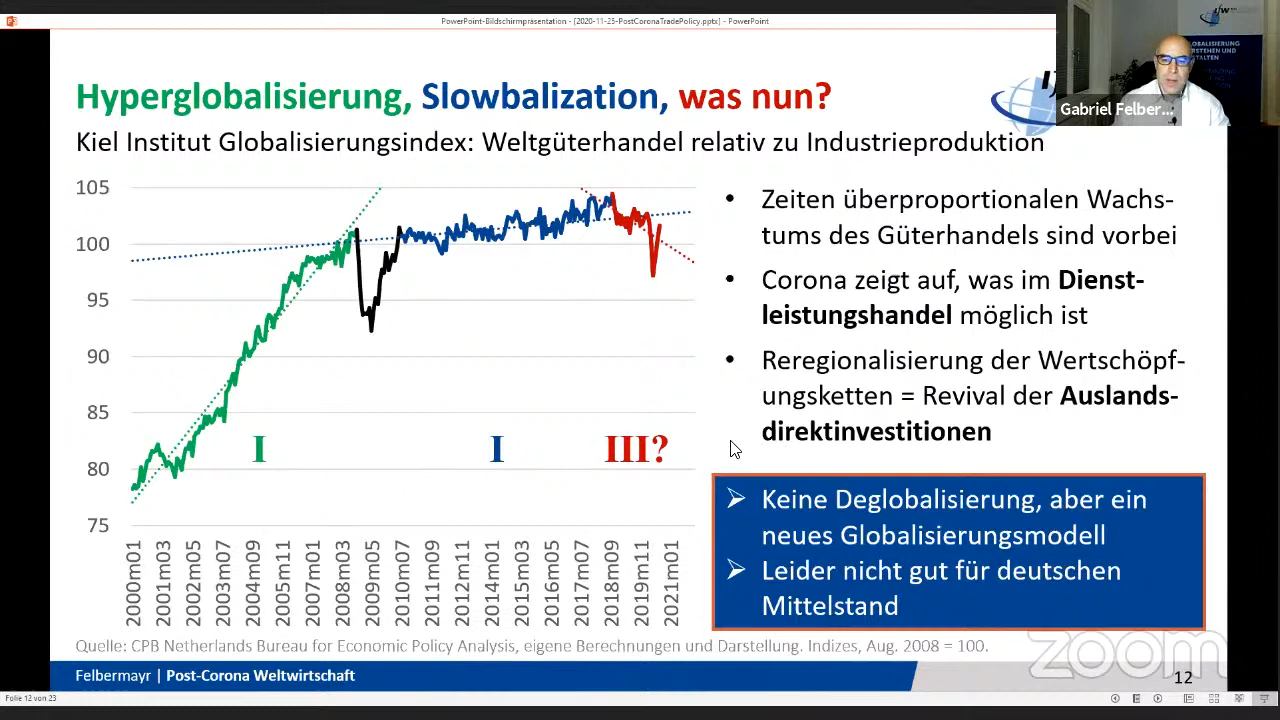 PowerPoint-Bildschirmpräsentation - [2020-11-25-PostCoronaTradePolicy.pptx] - PowerPoint
Hyperglobalisierung, Slowbalization, was nun?
Kiel Institut Globalisierungsindex: Weltgüterhandel relativ zu Industrieproduktion
Gabriel Felber...
105
100
95
90
85
80
75
I
I
III?
2000m01
2001m03
2002m05
2003m07
2004m09
2005m11
2007m01
2008m03
2009m05
2010m07
2011m09
2012m11
2014m01
2015m03
2016m05
2017m07
2018m09
2019m11
2021m01
• Zeiten überproportionalen Wachs-
tums des Güterhandels sind vorbei
• Corona zeigt auf, was im Dienst-
leistungshandel möglich ist
• Reregionalisierung der Wertschöpf-
ungsketten = Revival der Auslands-
direktinvestitionen
➢ Keine Deglobalisierung, aber ein
neues Globalisierungsmodell
➢ Leider nicht gut für deutschen
Mittelstand
Quelle: CPB Netherlands Bureau for Economic Policy Analysis, eigene Berechnungen und Darstellung. Indizes, Aug. 2008 = 100.
zoom
Felbermayr | Post-Corona Weltwirtschaft
12
Folie 12 von 23